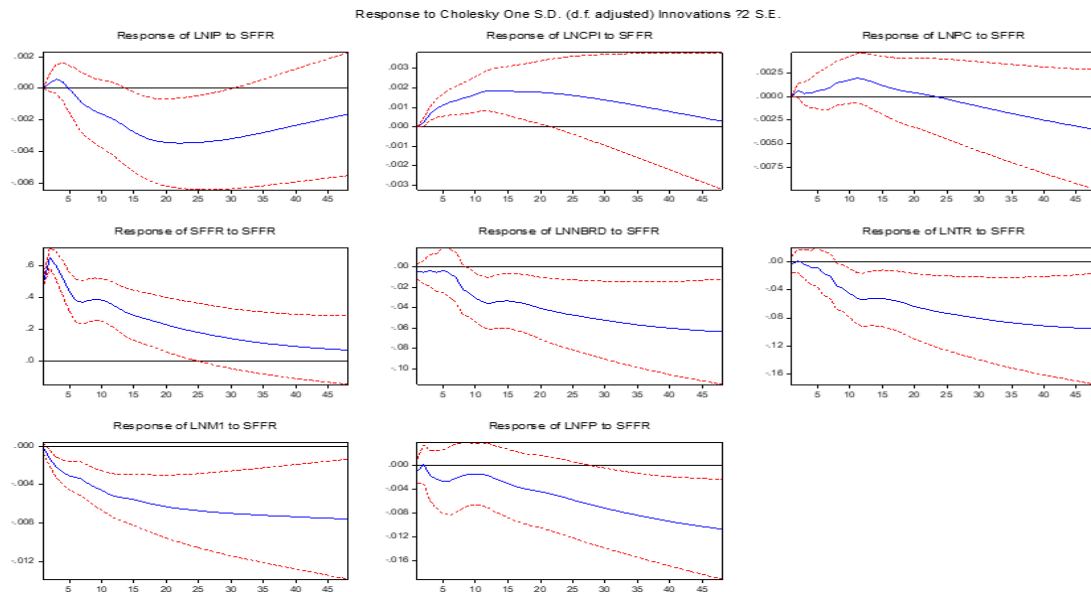 Response to Cholesky One S.D. (d.f. adjusted) Innovations ?2 S.E.
Response of LNIP to SFFR
.002
.000
-.002
-.004
-.006
5 10 15 20 25 30 35 40 45
Response of LNCPI to SFFR
.003
.002
.001
.000
-.001
-.002
-.003
5 10 15 20 25 30 35 40 45
Response of LNPC to SFFR
.0025
.0000
-.0025
-.0050
-.0075
5 10 15 20 25 30 35 40 45
Response of SFFR to SFFR
.6
.4
.2
.0
5 10 15 20 25 30 35 40 45
Response of LNNBRD to SFFR
.00
-.02
-.04
-.06
-.08
-.10
5 10 15 20 25 30 35 40 45
Response of LNTR to SFFR
.00
-.04
-.08
-.12
-.16
5 10 15 20 25 30 35 40 45
Response of LNM1 to SFFR
.000
-.004
-.008
-.012
5 10 15 20 25 30 35 40 45
Response of LNFP to SFFR
.000
-.004
-.008
-.012
-.016
5 10 15 20 25 30 35 40 45